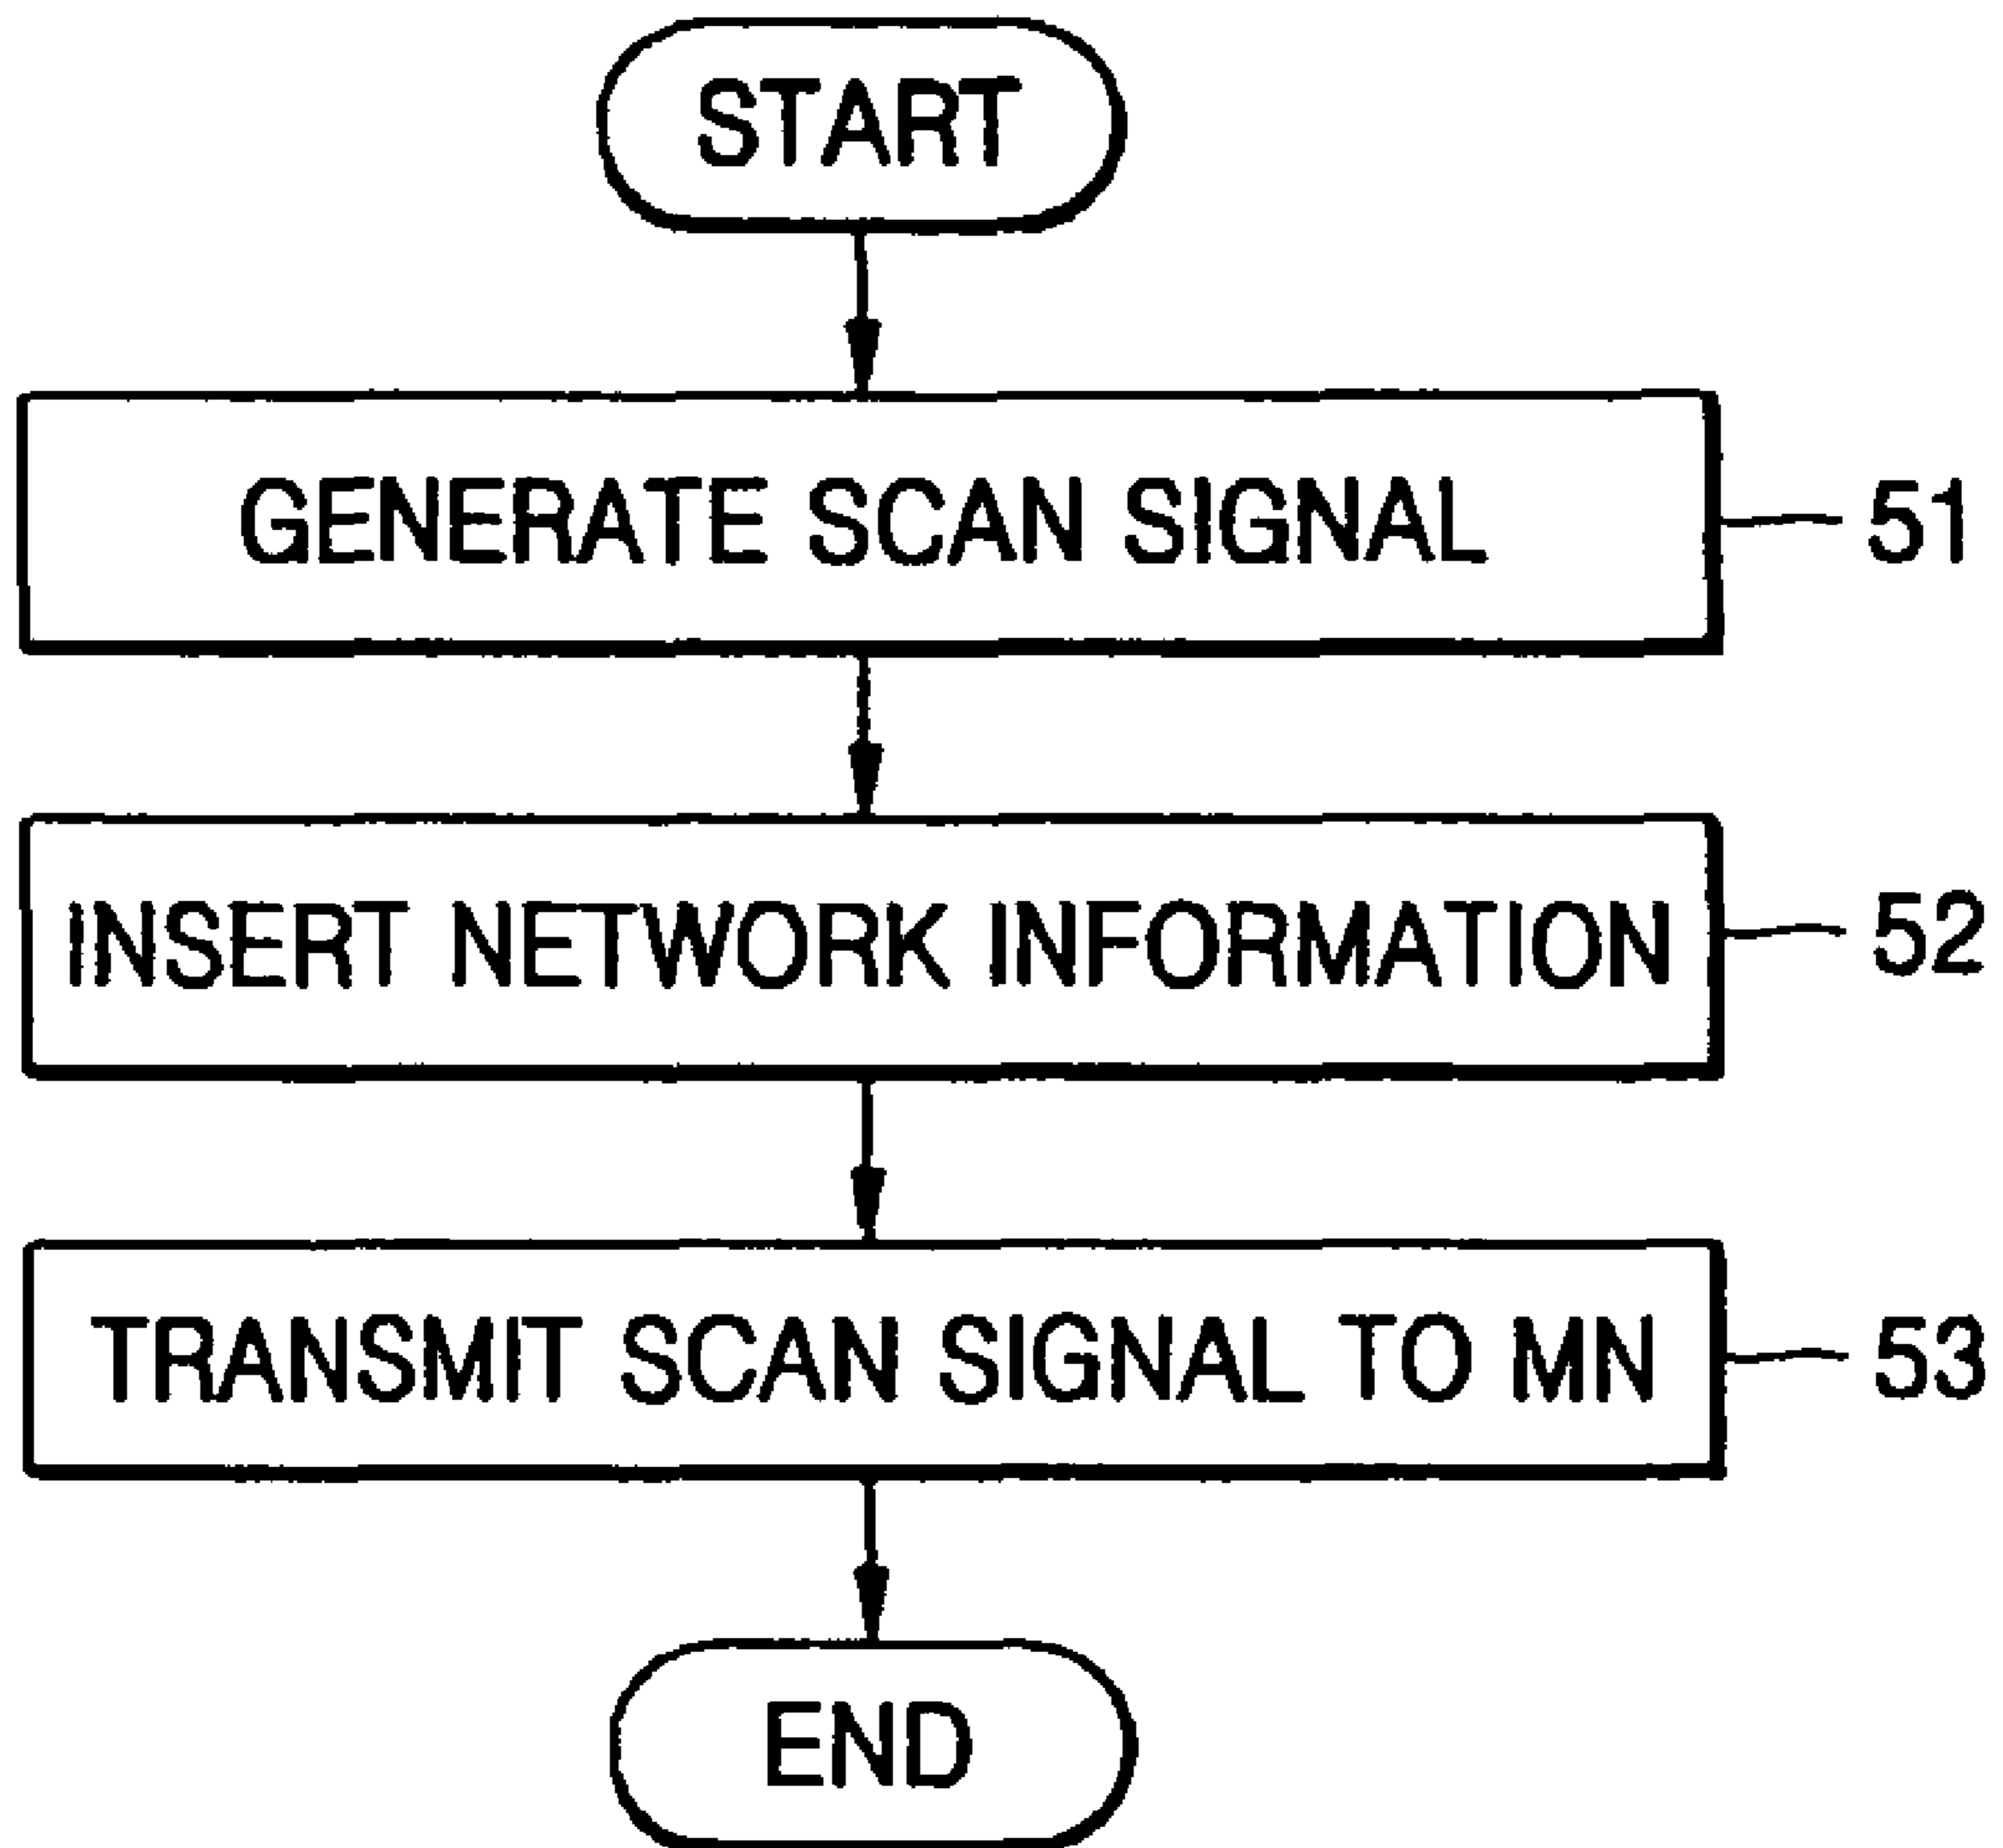 START
GENERATE SCAN SIGNAL
51
INSERT NETWORK INFORMATION
52
TRANSMIT SCAN SIGNAL TO MN
53
END